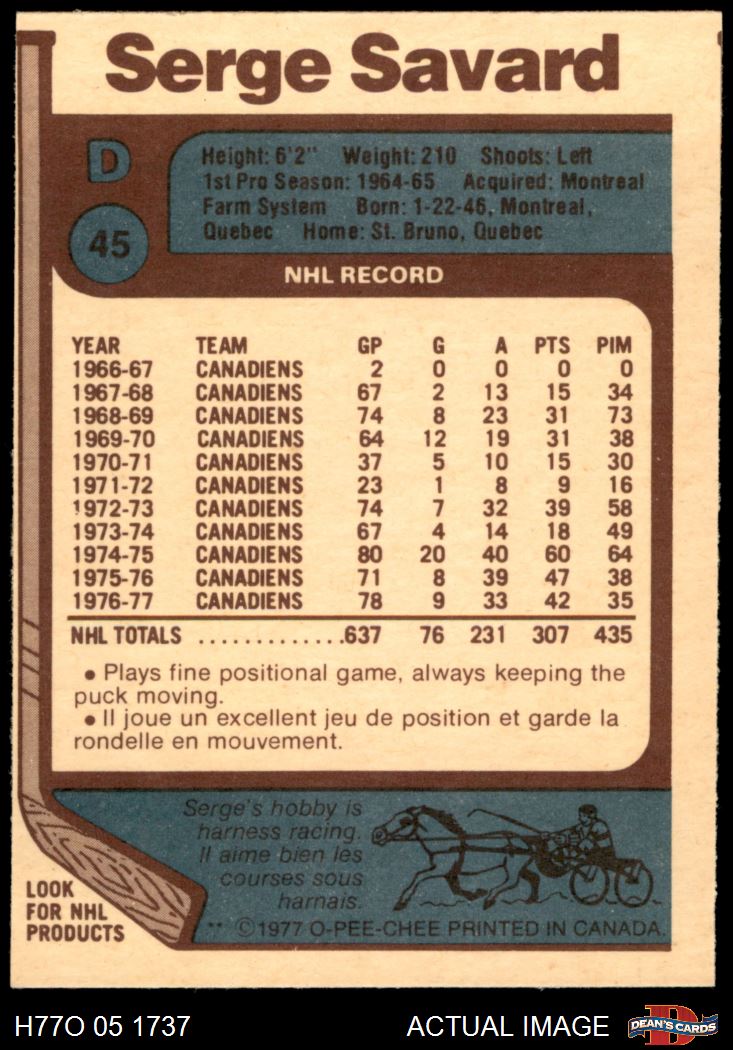 Serge Savard
D
45
Height: 6'2" Weight: 210 Shoots: Left
1st Pro Season: 1964-65 Acquired: Montreal
Farm System Born: 1-22-46, Montreal,
Quebec Home: St. Bruno, Quebec
NHL RECORD
YEAR TEAM GP G A PTS PIM
1966-67 CANADIENS 2 0 0 0 0
1967-68 CANADIENS 67 2 13 15 34
1968-69 CANADIENS 74 8 23 31 73
1969-70 CANADIENS 64 12 19 31 38
1970-71 CANADIENS 37 5 10 15 30
1971-72 CANADIENS 23 1 8 9 16
1972-73 CANADIENS 74 7 32 39 58
1973-74 CANADIENS 67 4 14 18 49
1974-75 CANADIENS 80 20 40 60 64
1975-76 CANADIENS 71 8 39 47 38
1976-77 CANADIENS 78 9 33 42 35
NHL TOTALS .............637 76 231 307 435
• Plays fine positional game, always keeping the
puck moving.
• Il joue un excellent jeu de position et garde la
rondelle en mouvement.
Serge's hobby is
harness racing.
Il aime bien les
courses sous
harnais.
LOOK
FOR NHL
PRODUCTS
** ©1977 O-PEE-CHEE PRINTED IN CANADA.
H77O 05 1737 ACTUAL IMAGE D DEAN'S CARDS